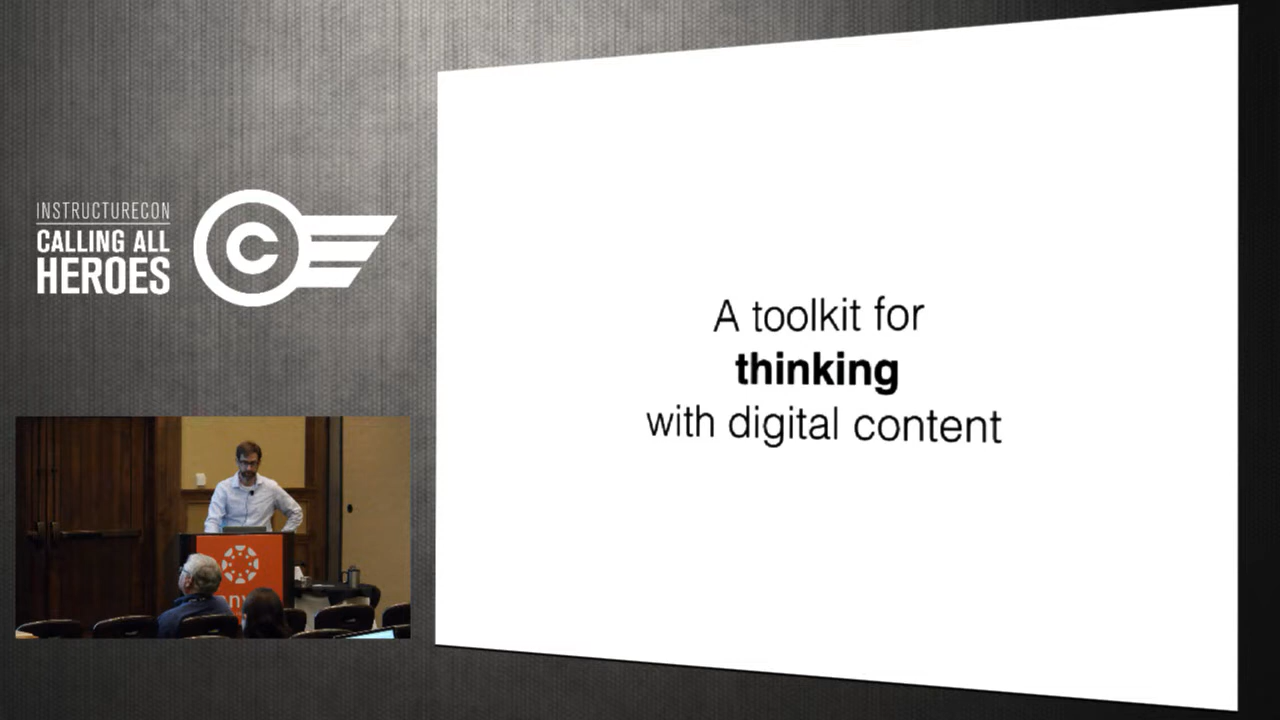 INSTRUCTURECON
CALLING ALL
HEROES
C
A toolkit for
thinking
with digital content